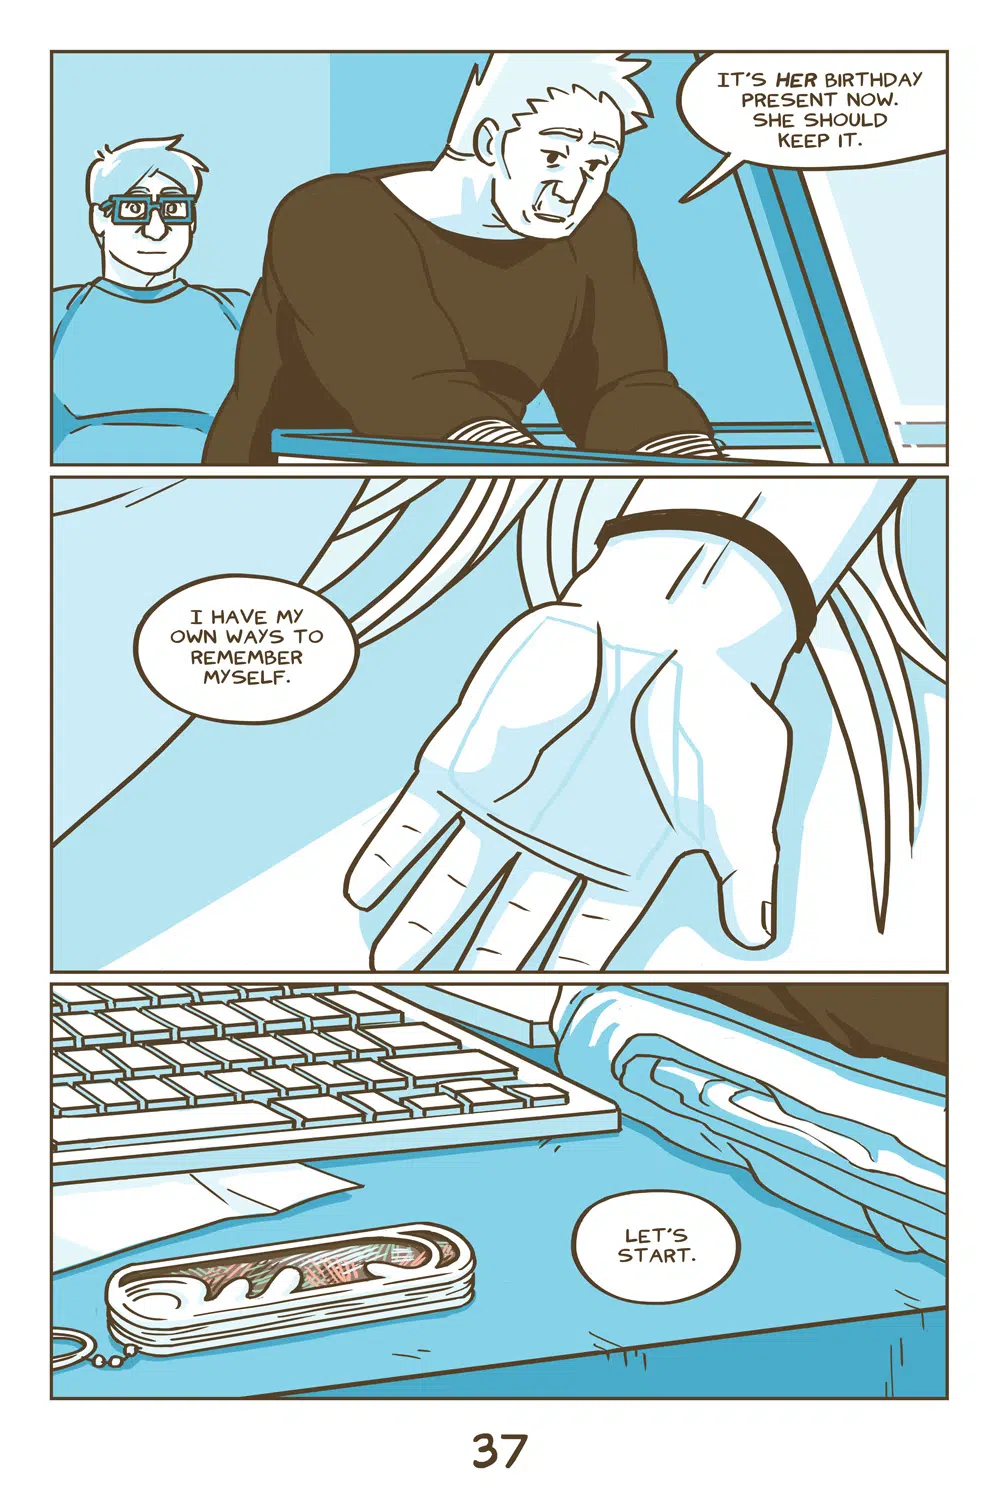 IT'S HER BIRTHDAY
PRESENT NOW.
SHE SHOULD
KEEP IT.
I HAVE MY
OWN WAYS TO
REMEMBER
MYSELF.
LET'S
START.
37